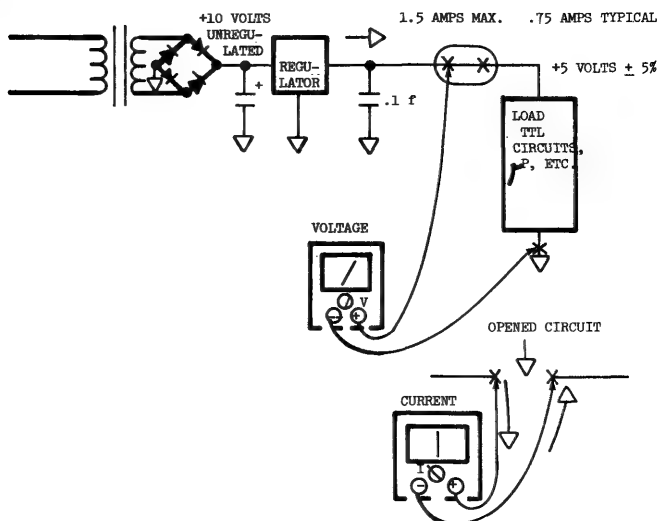 1.5 AMPS MAX. .75 AMPS TYPICAL
+10 VOLTS
UNREGU-
LATED
+
REGU-
LATOR
.1 f
+5 VOLTS ± 5%
LOAD
TTL
CIRCUITS,
P, ETC.
VOLTAGE
V
- +
OPENED CIRCUIT
CURRENT
I
- +